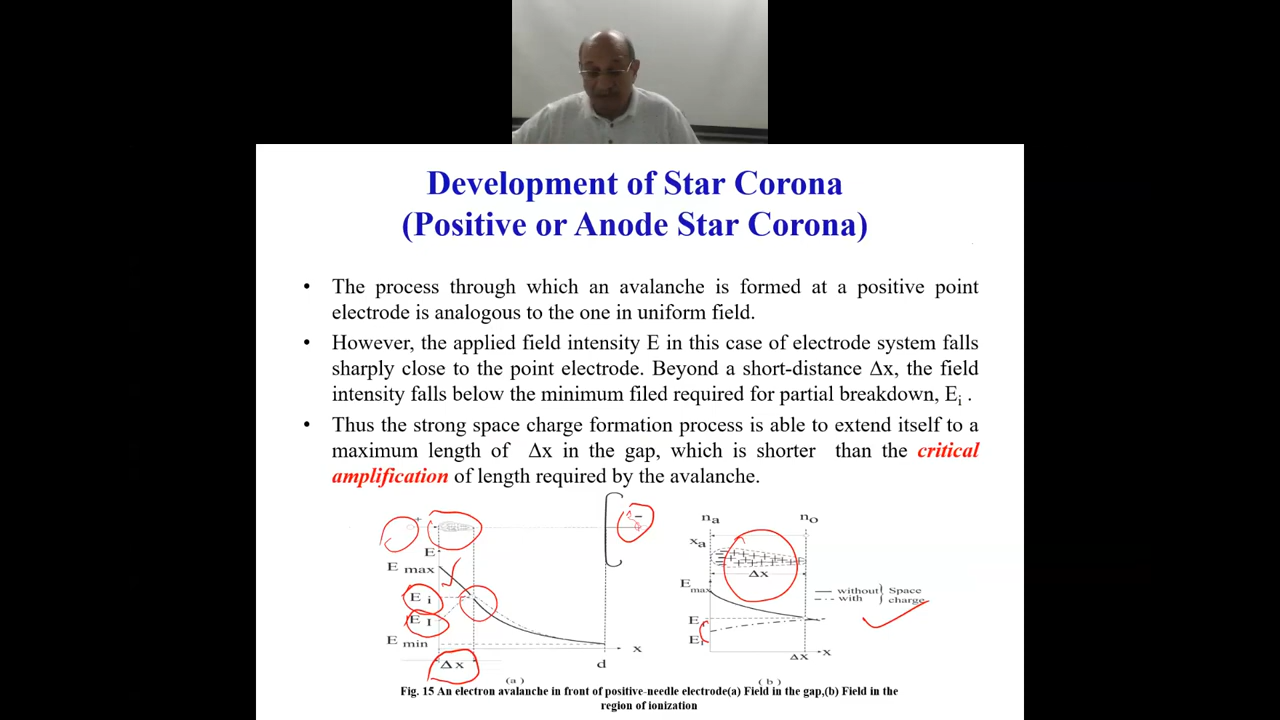 Development of Star Corona
(Positive or Anode Star Corona)
• The process through which an avalanche is formed at a positive point
electrode is analogous to the one in uniform field.
• However, the applied field intensity E in this case of electrode system falls
sharply close to the point electrode. Beyond a short-distance Δx, the field
intensity falls below the minimum filed required for partial breakdown, Ei .
• Thus the strong space charge formation process is able to extend itself to a
maximum length of Δx in the gap, which is shorter than the critical
amplification of length required by the avalanche.
+
−
E
E max
E i
E I
E min
Δx
d
x
(a)
na
no
xa
Δx
E max
E
E
without
with
} Space
charge
Δx
x
(b)
Fig. 15 An electron avalanche in front of positive-needle electrode(a) Field in the gap,(b) Field in the
region of ionization